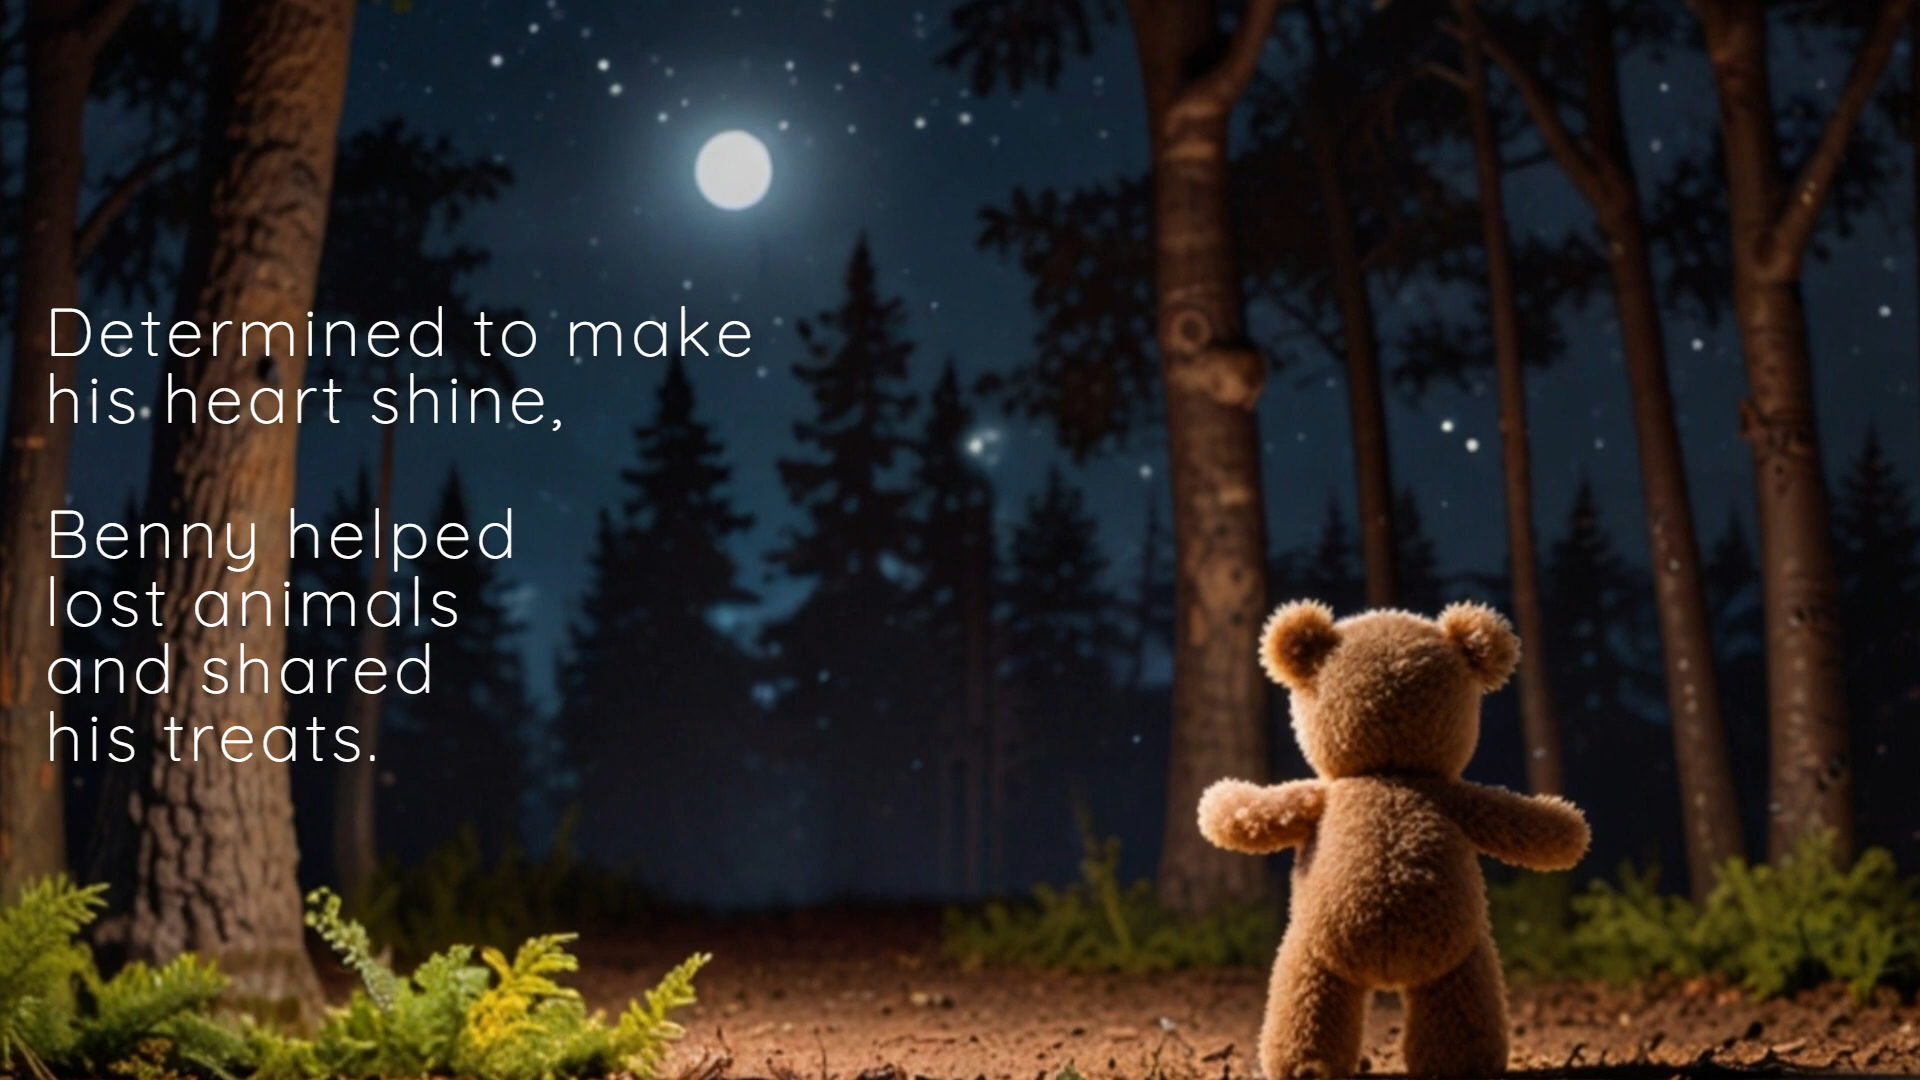 Determined to make
his heart shine,
Benny helped
lost animals
and shared
his treats.